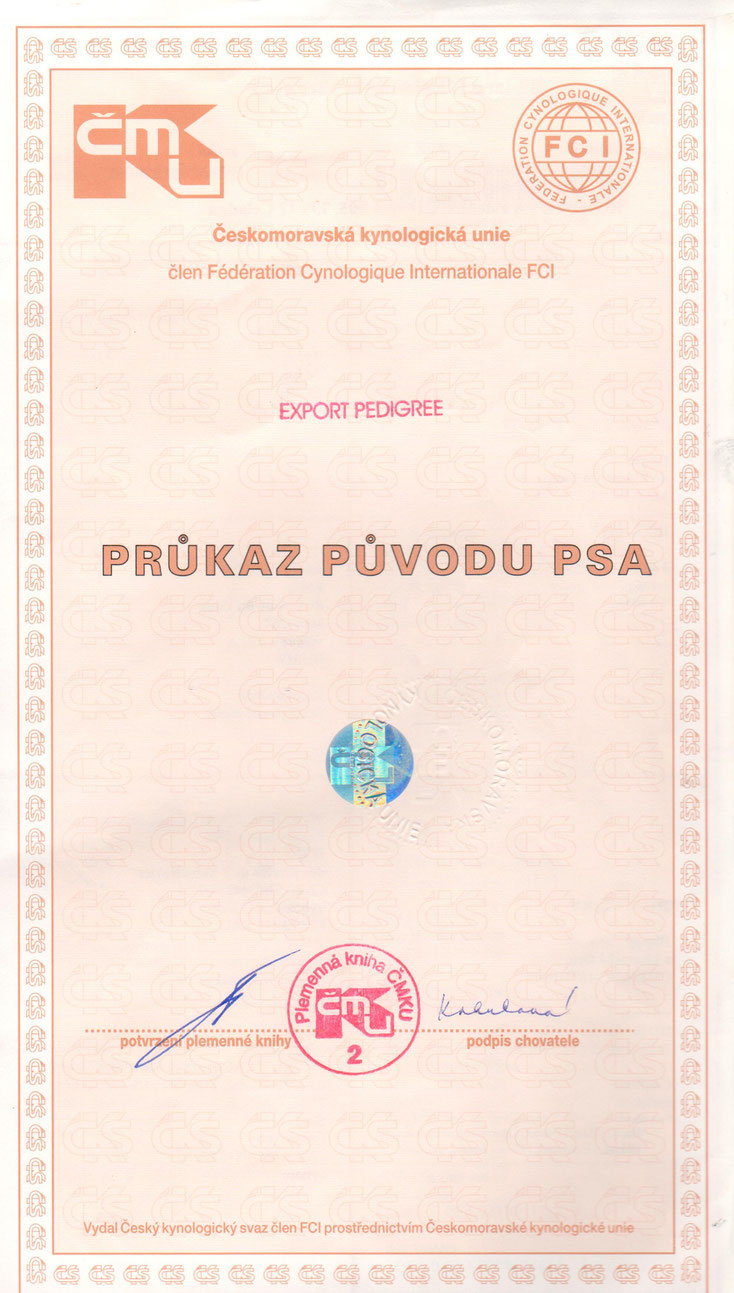 ČMKU
FEDERATION CYNOLOGIQUE INTERNATIONALE
FCI
Českomoravská kynologická unie
člen Fédération Cynologique Internationale FCI
EXPORT PEDIGREE
PRŮKAZ PŮVODU PSA
Plemenná kniha ČMKU
ČMKU
2
potvrzení plemenné knihy
podpis chovatele
Vydal Český kynologický svaz člen FCI prostřednictvím Českomoravské kynologické unie